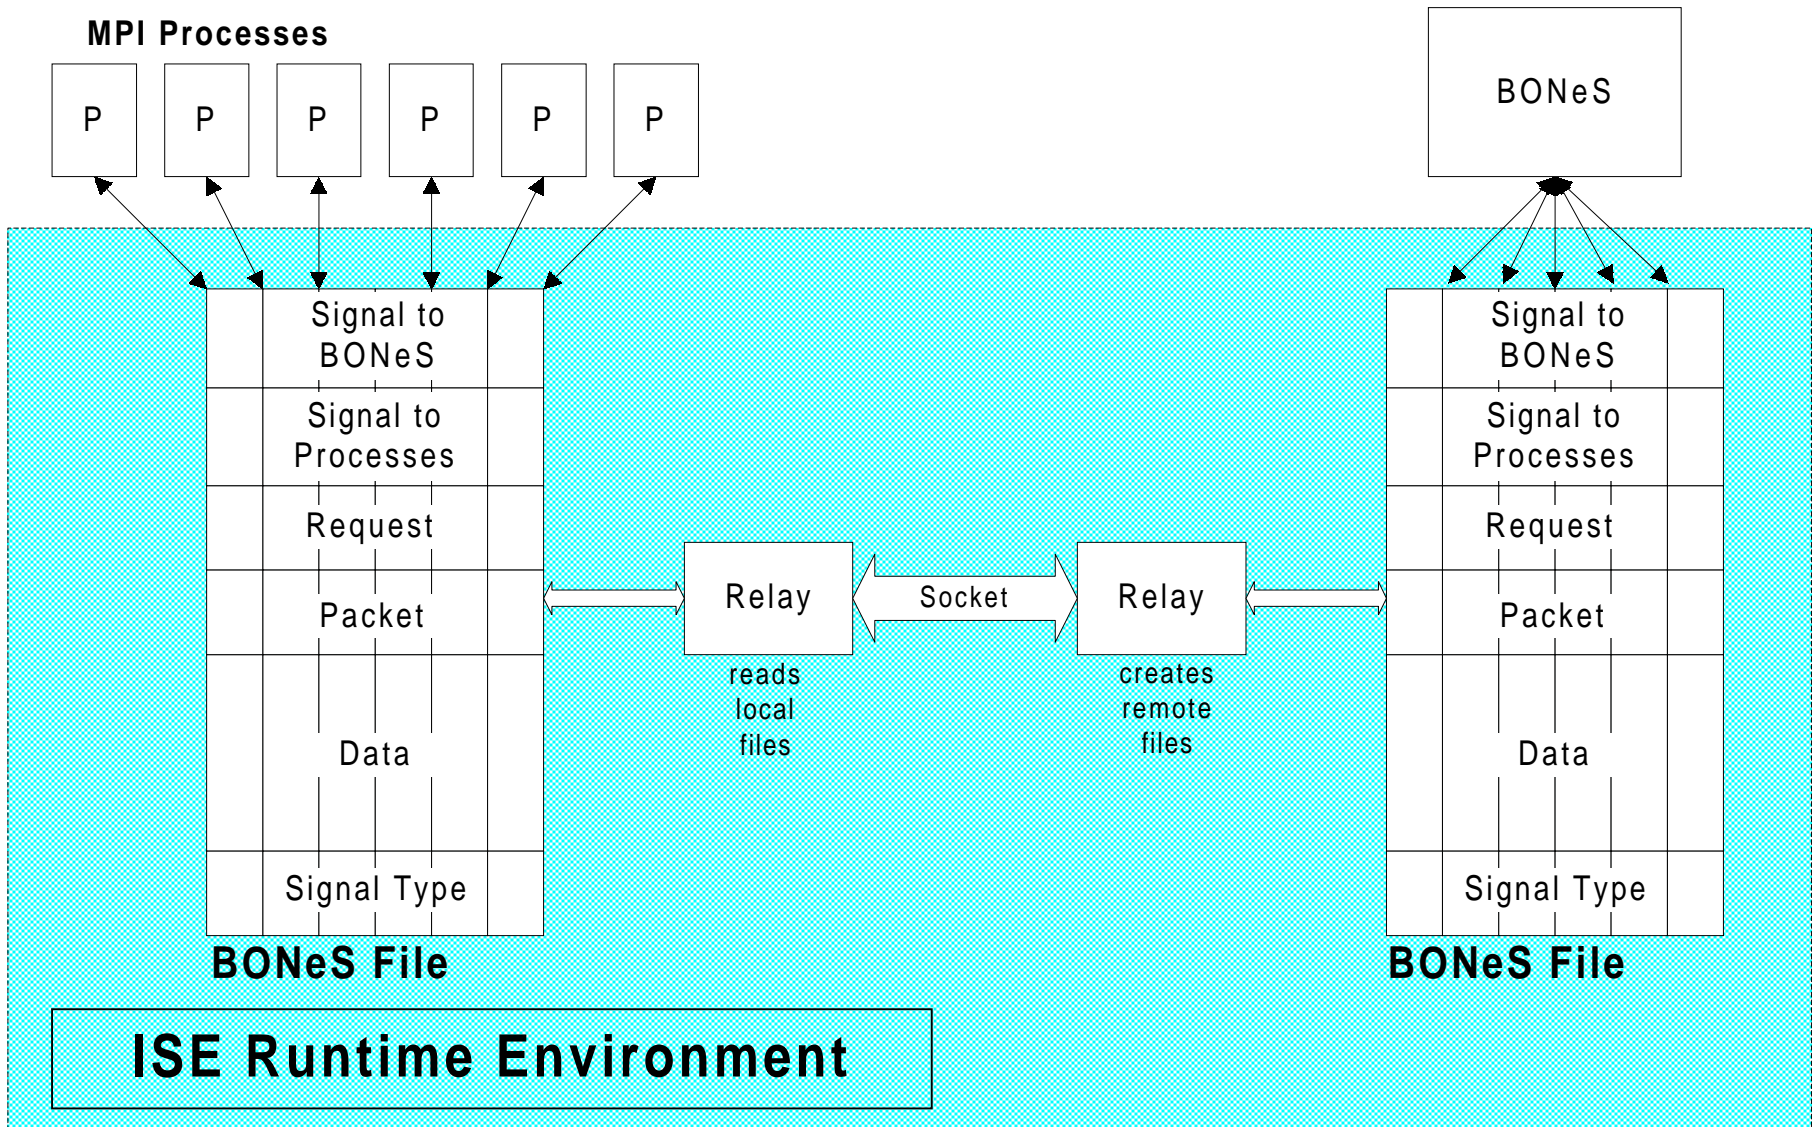 MPI Processes
P P P P P P
BONeS
Signal to
BONeS
Signal to
Processes
Request
Packet
Data
Signal Type
BONeS File
Relay
reads
local
files
Socket
Relay
creates
remote
files
Signal to
BONeS
Signal to
Processes
Request
Packet
Data
Signal Type
BONeS File
ISE Runtime Environment